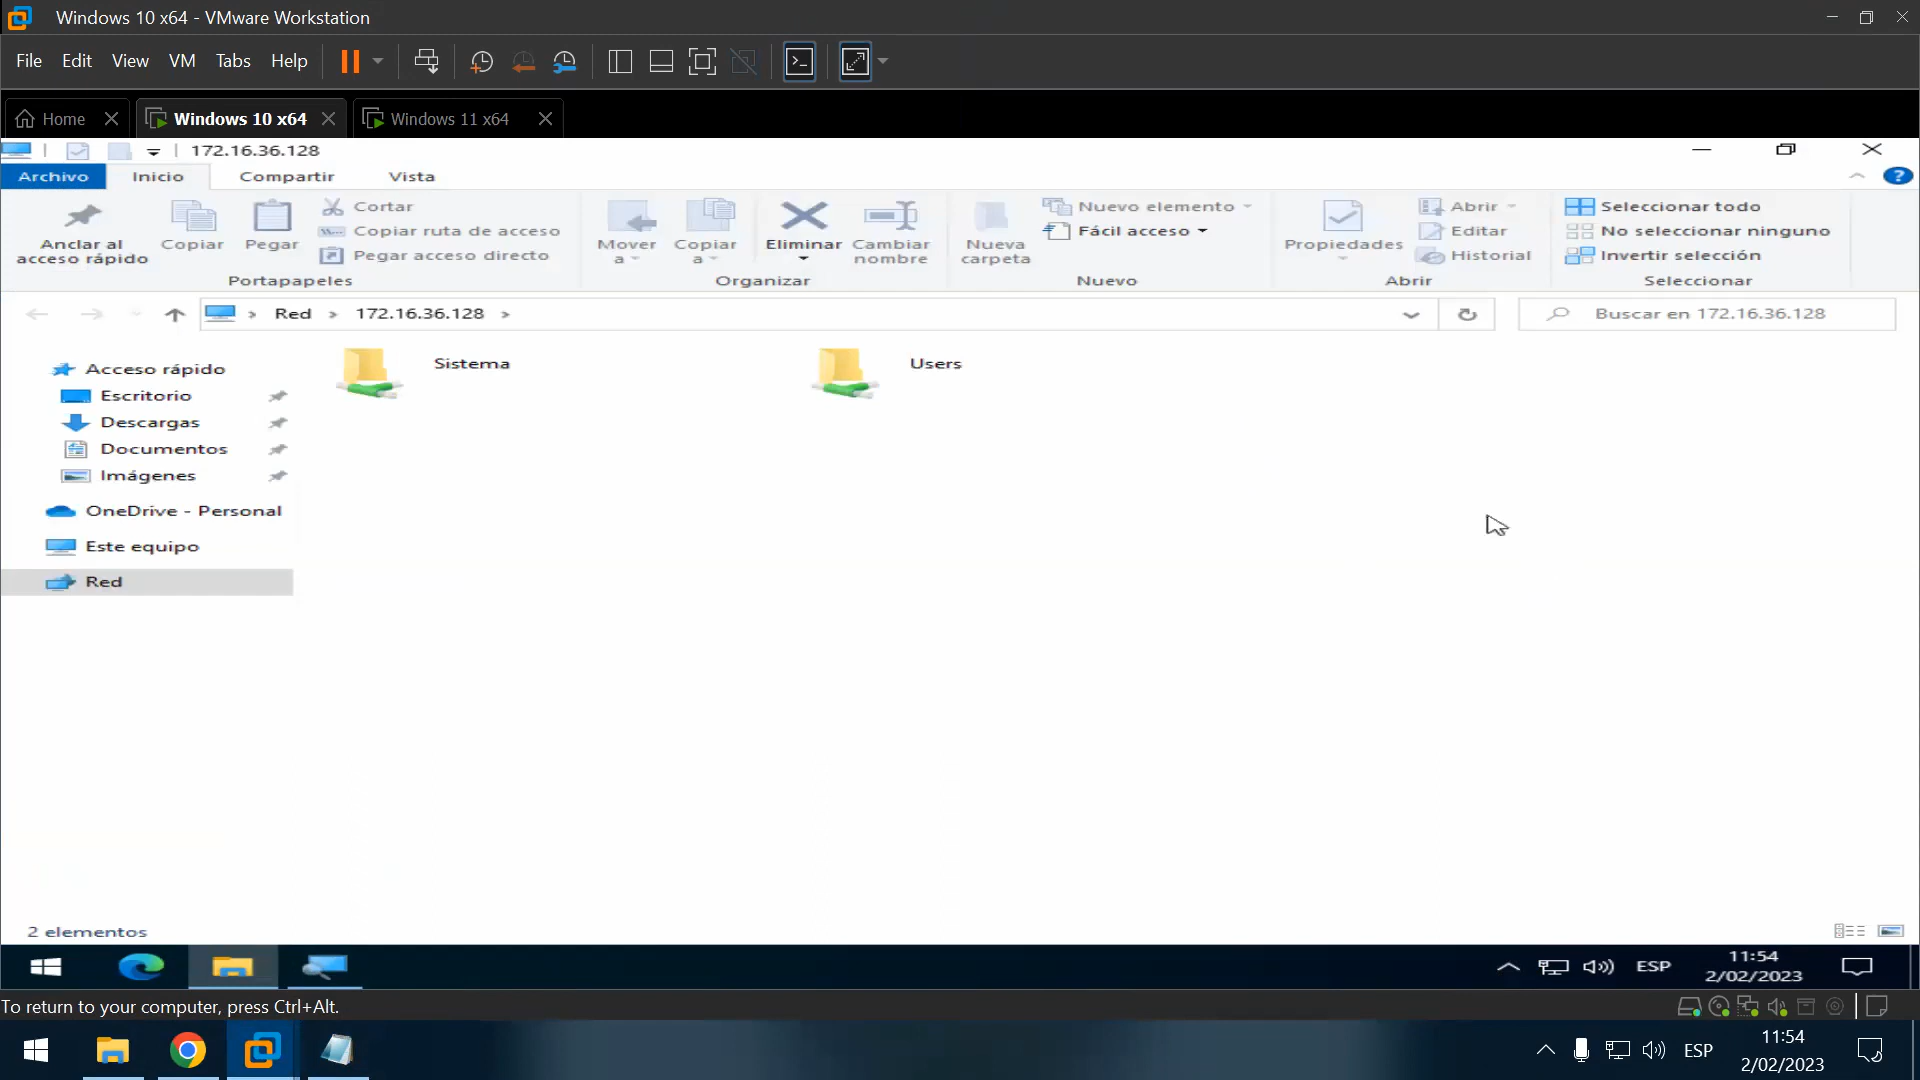 Windows 10 x64 - VMware Workstation
File Edit View VM Tabs Help
Home Windows 10 x64 Windows 11 x64
172.16.36.128
Archivo Inicio Compartir Vista
Anclar al
acceso rápido
Copiar
Pegar
Cortar
Copiar ruta de acceso
Pegar acceso directo
Portapapeles
Mover
a
Copiar
a
Eliminar
Cambiar
nombre
Organizar
Nueva
carpeta
Nuevo elemento
Fácil acceso
Nuevo
Propiedades
Abrir
Editar
Historial
Abrir
Seleccionar todo
No seleccionar ninguno
Invertir selección
Seleccionar
Red 172.16.36.128
Buscar en 172.16.36.128
Acceso rápido
Escritorio
Descargas
Documentos
Imágenes
OneDrive - Personal
Este equipo
Red
Sistema
Users
2 elementos
ESP
11:54
2/02/2023
To return to your computer, press Ctrl+Alt.
ESP
11:54
2/02/2023